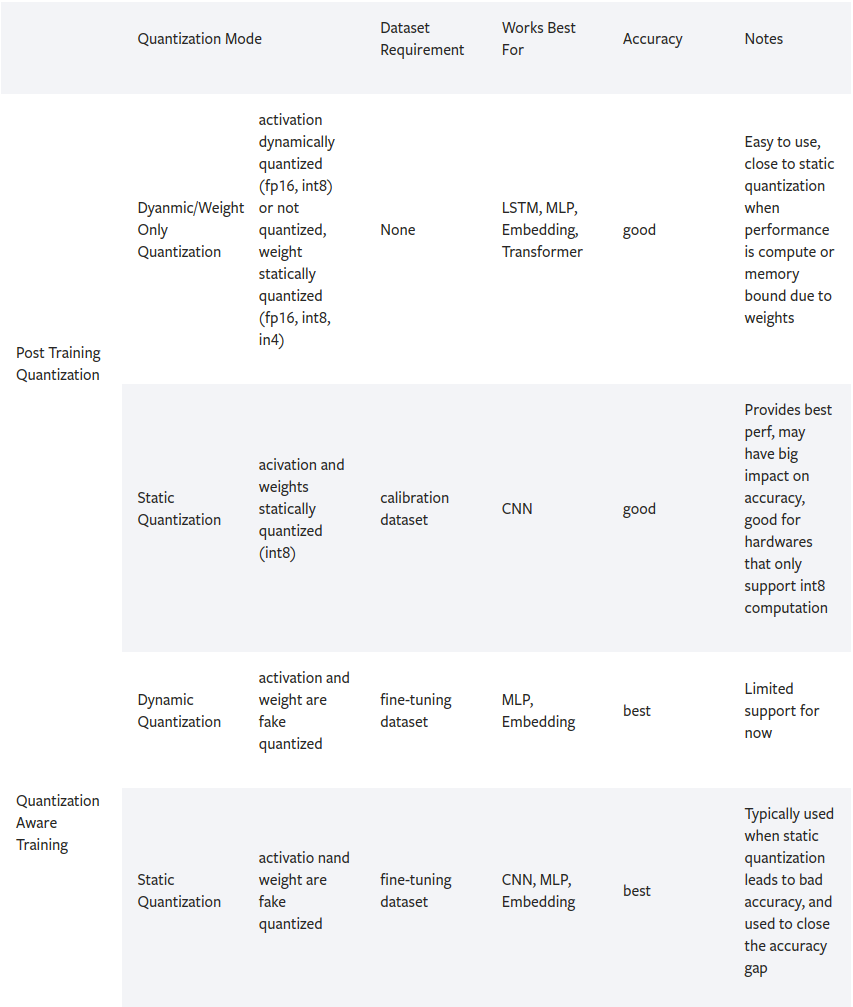 Quantization Mode
Dataset
Requirement
Works Best
For
Accuracy
Notes
Post Training
Quantization
Dyanmic/Weight
Only
Quantization
activation
dynamically
quantized
(fp16, int8)
or not
quantized,
weight
statically
quantized
(fp16, int8,
in4)
None
LSTM, MLP,
Embedding,
Transformer
good
Easy to use,
close to static
quantization
when
performance
is compute or
memory
bound due to
weights
Static
Quantization
acivation and
weights
statically
quantized
(int8)
calibration
dataset
CNN
good
Provides best
perf, may
have big
impact on
accuracy,
good for
hardwares
that only
support int8
computation
Quantization
Aware
Training
Dynamic
Quantization
activation and
weight are
fake
quantized
fine-tuning
dataset
MLP,
Embedding
best
Limited
support for
now
Static
Quantization
activatio nand
weight are
fake
quantized
fine-tuning
dataset
CNN, MLP,
Embedding
best
Typically used
when static
quantization
leads to bad
accuracy, and
used to close
the accuracy
gap